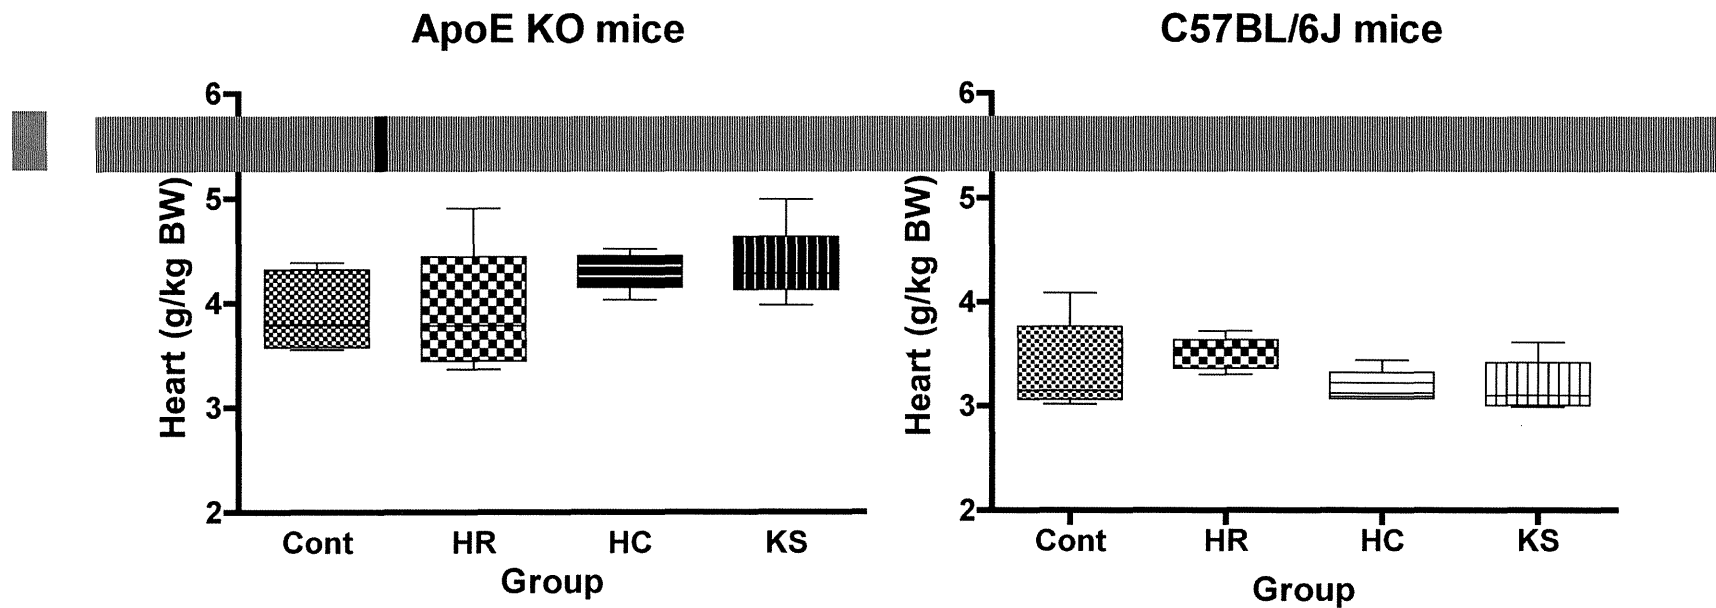 ApoE KO mice
C57BL/6J mice
6
5
4
3
2
Heart (g/kg BW)
Cont HR HC KS
Group
6
5
4
3
2
Heart (g/kg BW)
Cont HR HC KS
Group